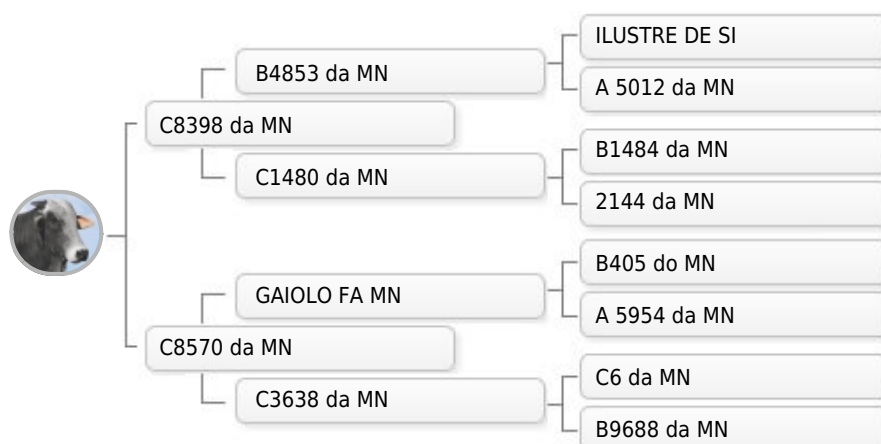 ILUSTRE DE SI
B4853 da MN
A 5012 da MN
C8398 da MN
B1484 da MN
C1480 da MN
2144 da MN
B405 do MN
GAIOLO FA MN
A 5954 da MN
C8570 da MN
C6 da MN
C3638 da MN
B9688 da MN